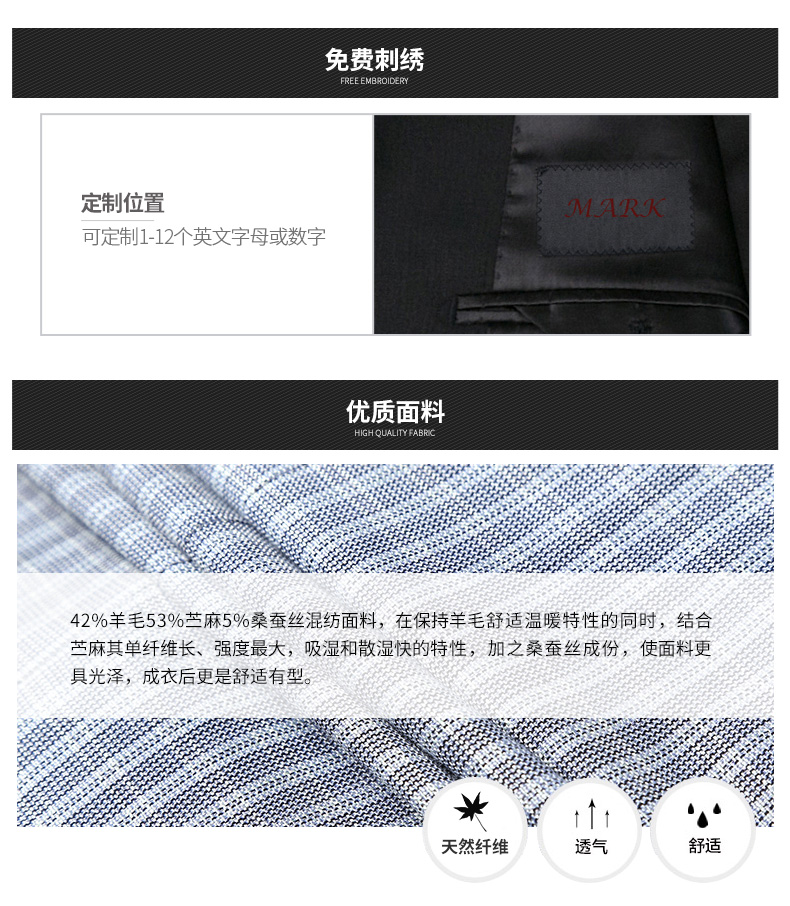 免费刺绣
FREE EMBROIDERY
定制位置
可定制1-12个英文字母或数字
MARK
优质面料
HIGH QUALITY FABRIC
42%羊毛53%苎麻5%桑蚕丝混纺面料，在保持羊毛舒适温暖特性的同时，结合
苎麻其单纤维长、强度最大，吸湿和散湿快的特性，加之桑蚕丝成份，使面料更
具光泽，成衣后更是舒适有型。
天然纤维
透气
舒适